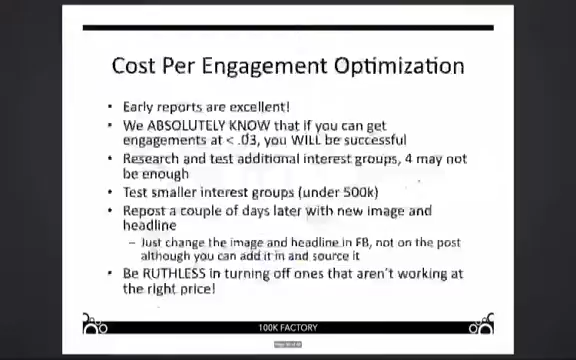 Cost Per Engagement Optimization
• Early reports are excellent!
• We ABSOLUTELY KNOW that if you can get
engagements at < .03, you WILL be successful
• Research and test additional interest groups, 4 may not
be enough
• Test smaller interest groups (under 500k)
• Repost a couple of days later with new image and
headline
– Just change the image and headline in FB, not on the post
although you can add it in and source it
• Be RUTHLESS in turning off ones that aren't working at
the right price!
100K FACTORY